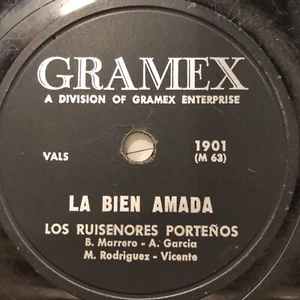 GRAMEX
A DIVISION OF GRAMEX ENTERPRISE
VALS
1901
(M 63)
LA BIEN AMADA
LOS RUISENORES PORTEÑOS
B. Marrero - A. Garcia
M. Rodriguez - Vicente